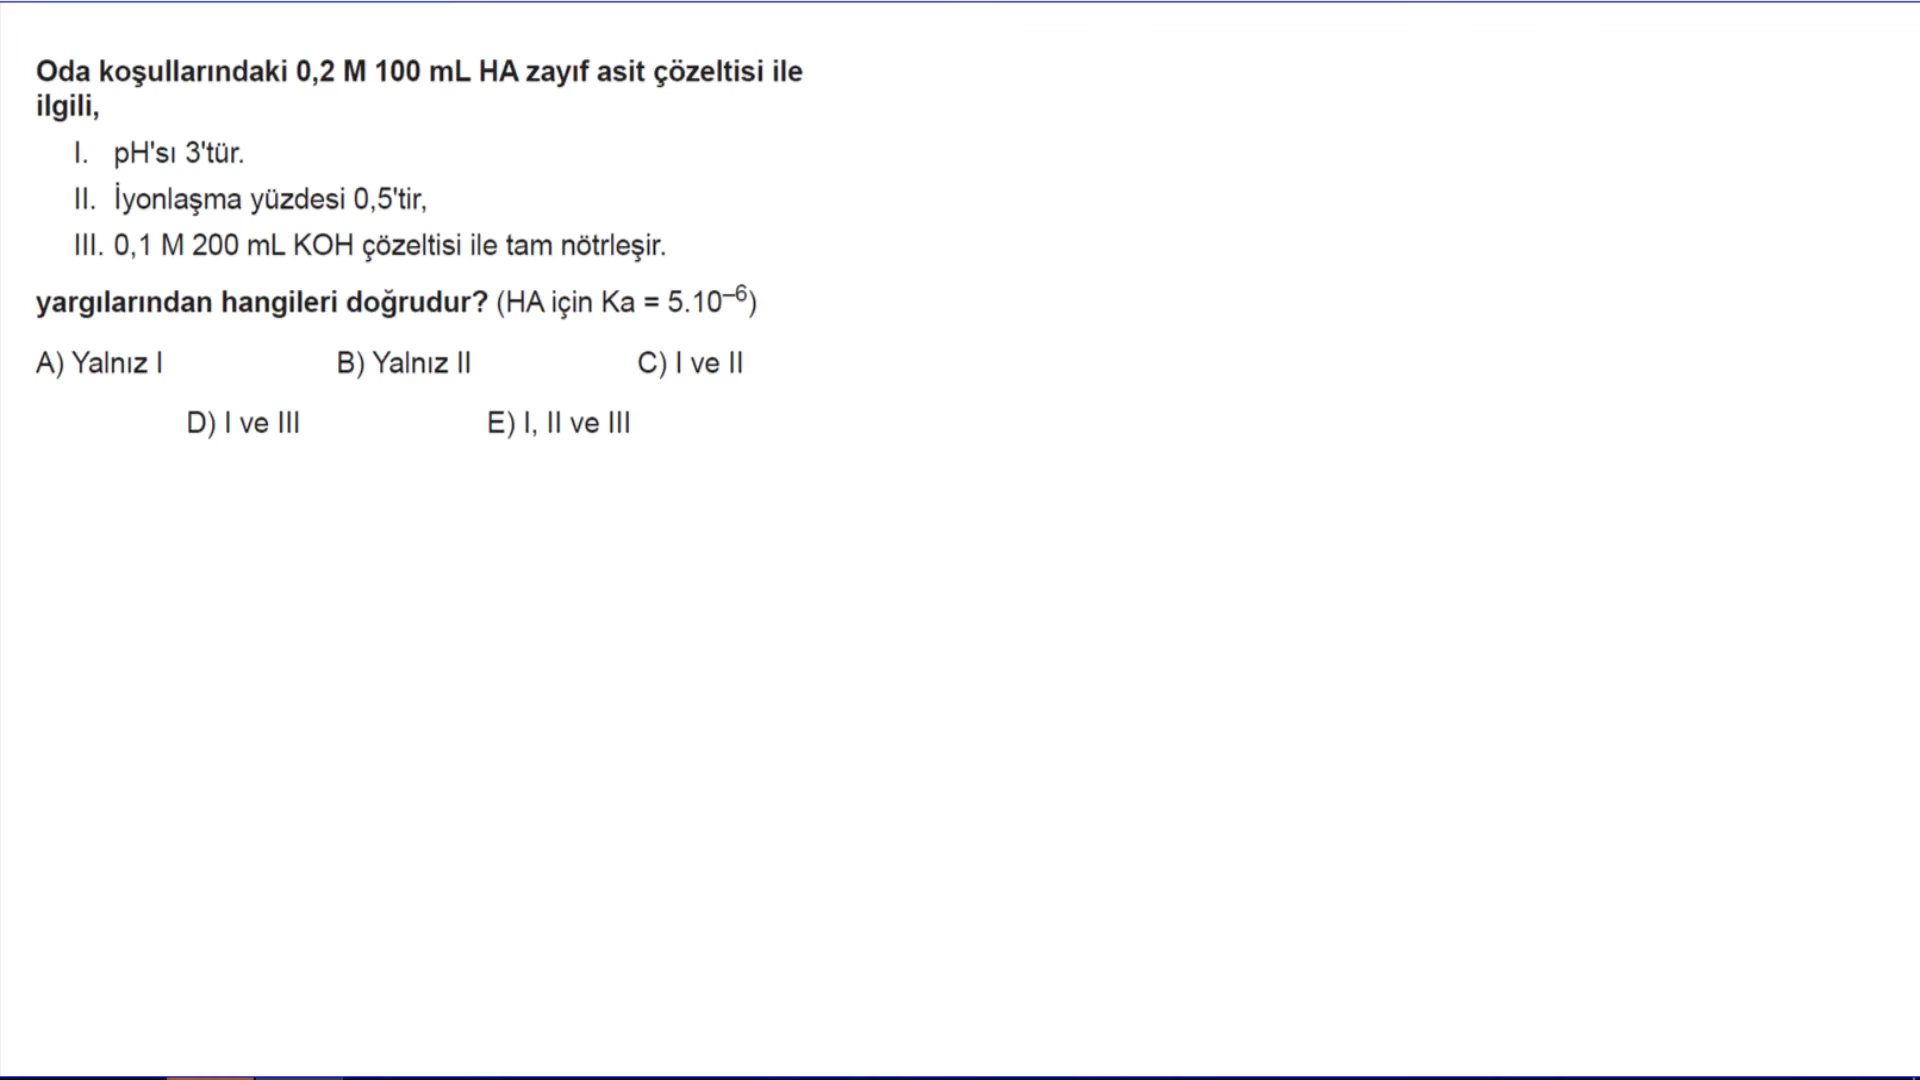 Oda koşullarındaki 0,2 M 100 mL HA zayıf asit çözeltisi ile
ilgili,
I. pH'sı 3'tür.
II. İyonlaşma yüzdesi 0,5'tir,
III. 0,1 M 200 mL KOH çözeltisi ile tam nötrleşir.
yargılarından hangileri doğrudur? (HA için Ka = 5.10⁻⁶)
A) Yalnız I B) Yalnız II C) I ve II
D) I ve III E) I, II ve III